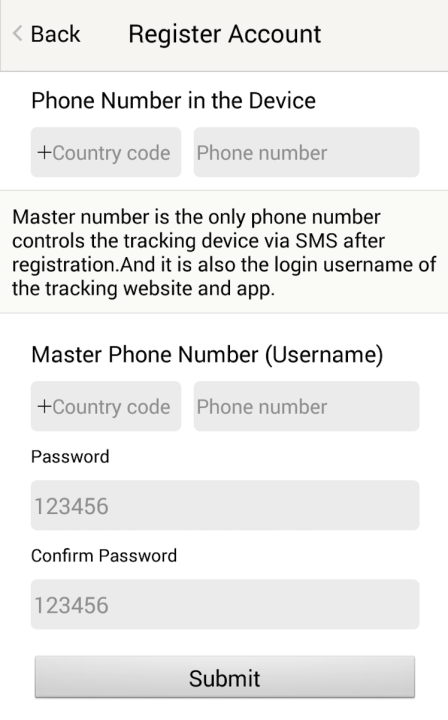 < Back Register Account
Phone Number in the Device
+Country code Phone number
Master number is the only phone number
controls the tracking device via SMS after
registration.And it is also the login username of
the tracking website and app.
Master Phone Number (Username)
+Country code Phone number
Password
123456
Confirm Password
123456
Submit